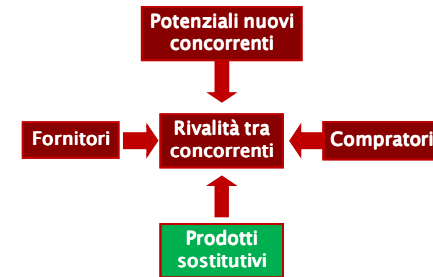 Potenziali nuovi
concorrenti
Fornitori
Rivalità tra
concorrenti
Compratori
Prodotti
sostitutivi